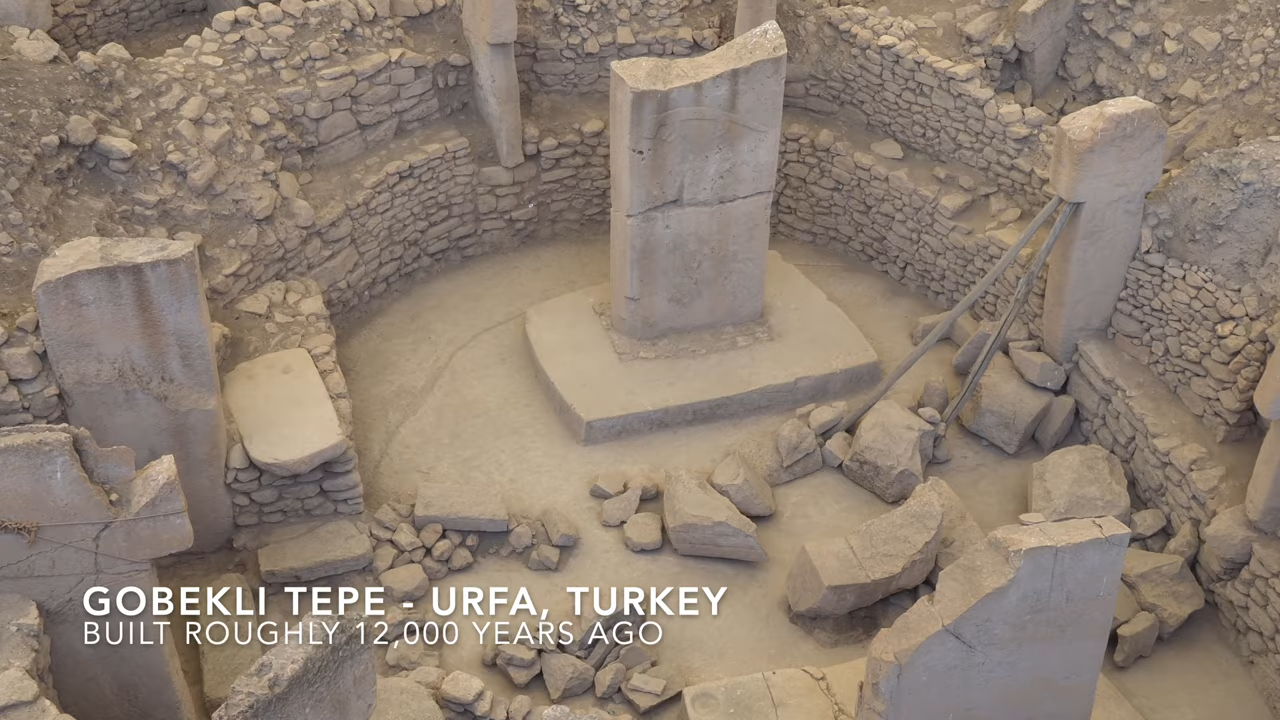 GOBEKLI TEPE - URFA, TURKEY
BUILT ROUGHLY 12,000 YEARS AGO